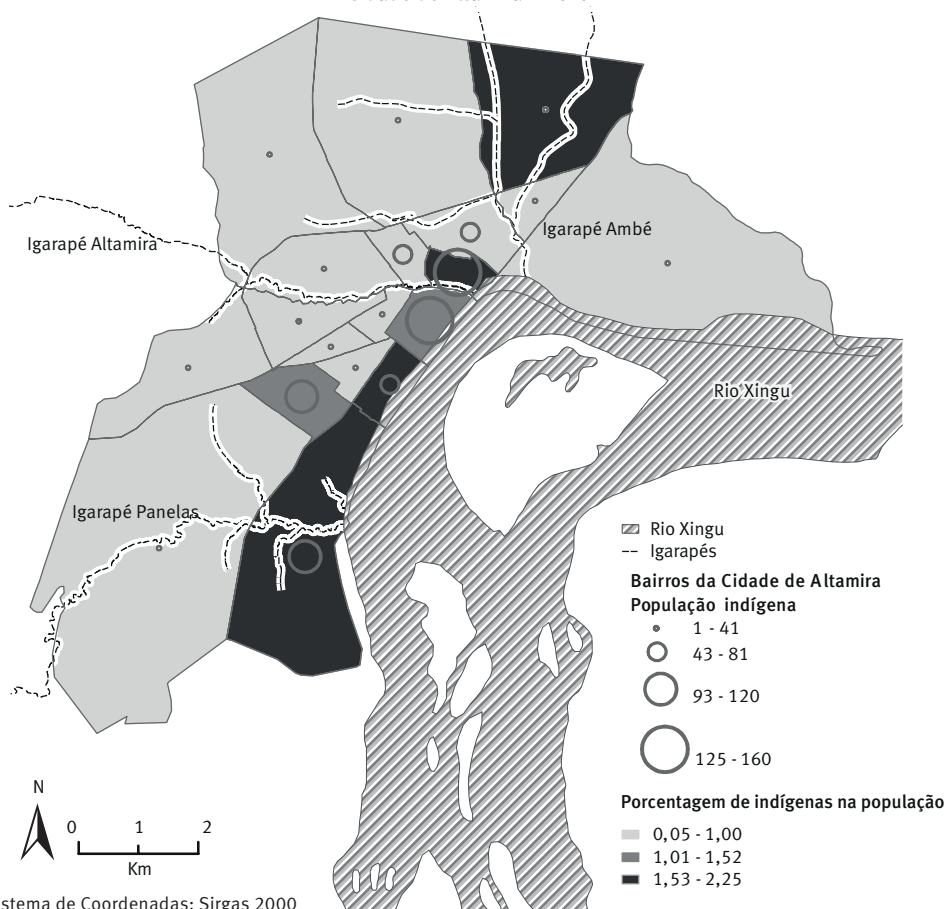 Igarapé Altamira
Igarapé Ambé
Rio Xingu
Igarapé Panelas
Rio Xingu
Igarapés
Bairros da Cidade de Altamira
População indígena
1 - 41
43 - 81
93 - 120
125 - 160
N
0 1 2
Km
Porcentagem de indígenas na população
0,05 - 1,00
1,01 - 1,52
1,53 - 2,25
stema de Coordenadas: Sirgas 2000